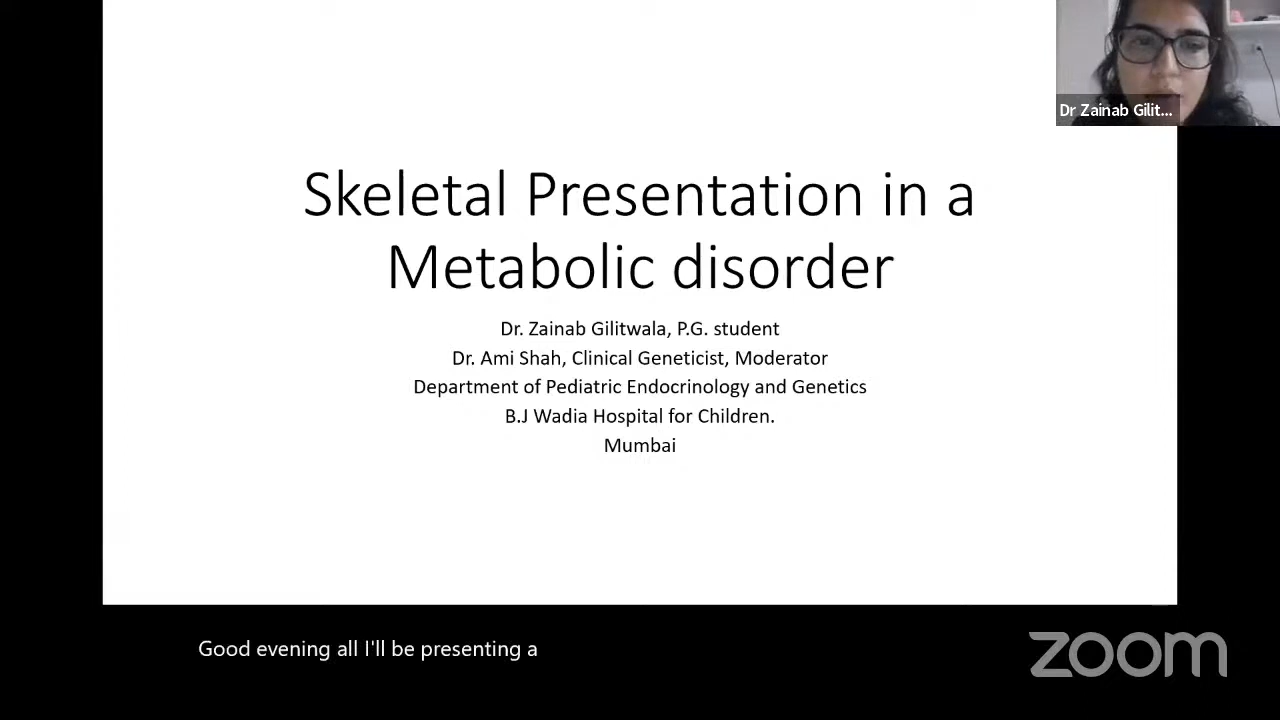 Dr Zainab Gilit...
Skeletal Presentation in a
Metabolic disorder
Dr. Zainab Gilitwala, P.G. student
Dr. Ami Shah, Clinical Geneticist, Moderator
Department of Pediatric Endocrinology and Genetics
B.J Wadia Hospital for Children.
Mumbai
Good evening all I'll be presenting a
zoom